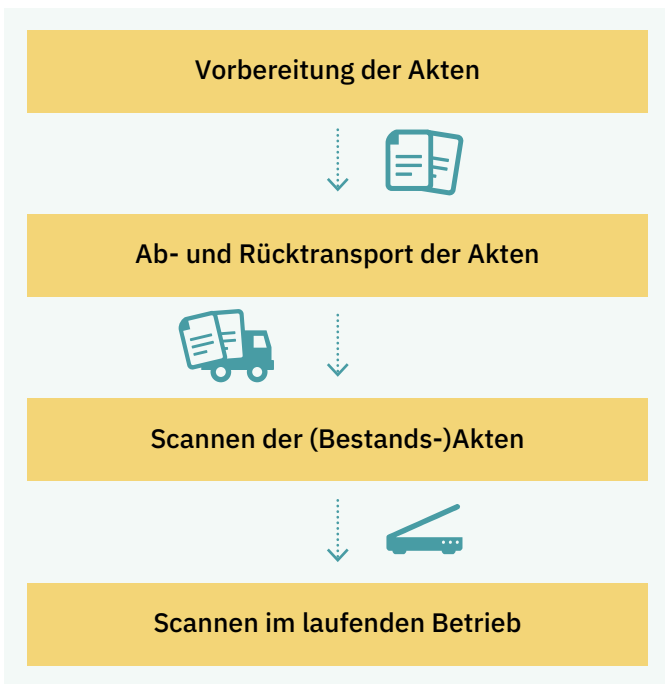 Vorbereitung der Akten
Ab- und Rücktransport der Akten
Scannen der (Bestands-)Akten
Scannen im laufenden Betrieb